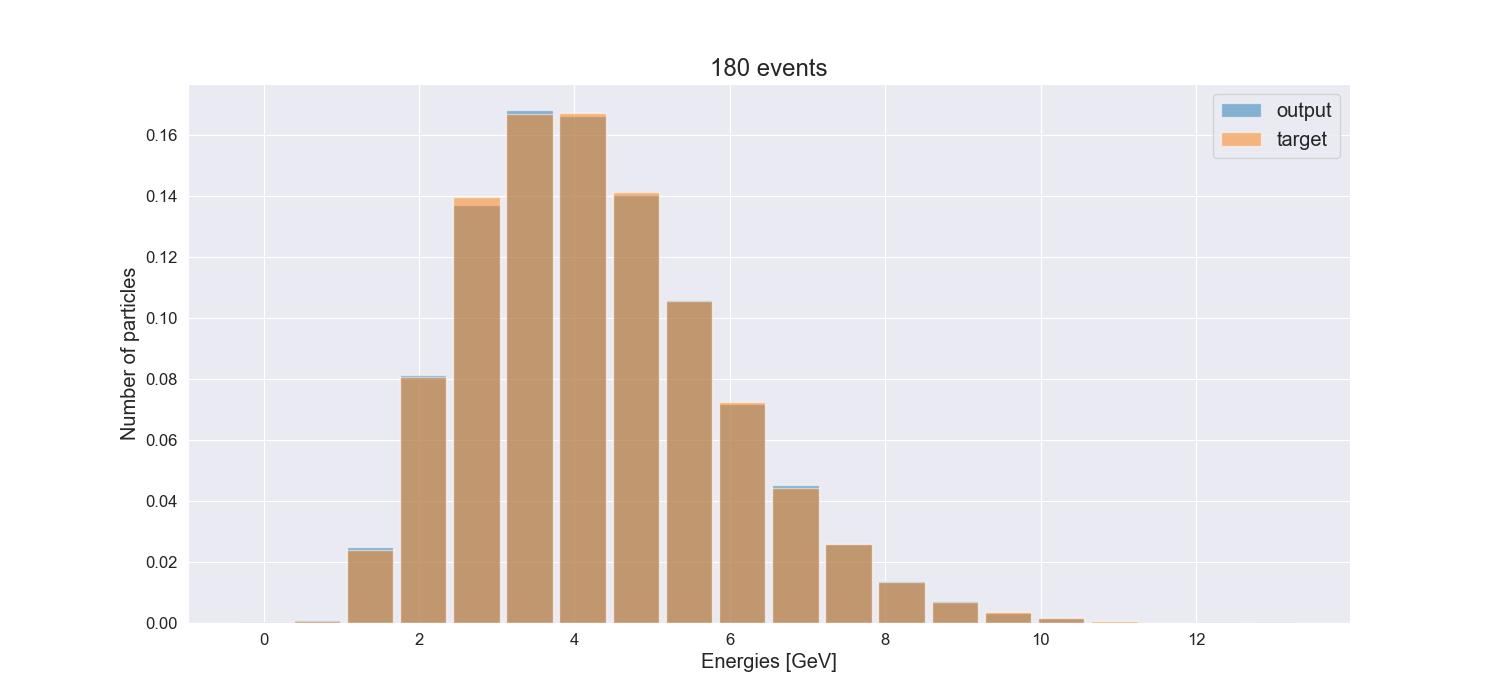 180 events
output
target
Number of particles
0.16
0.14
0.12
0.10
0.08
0.06
0.04
0.02
0.00
0 2 4 6 8 10 12
Energies [GeV]